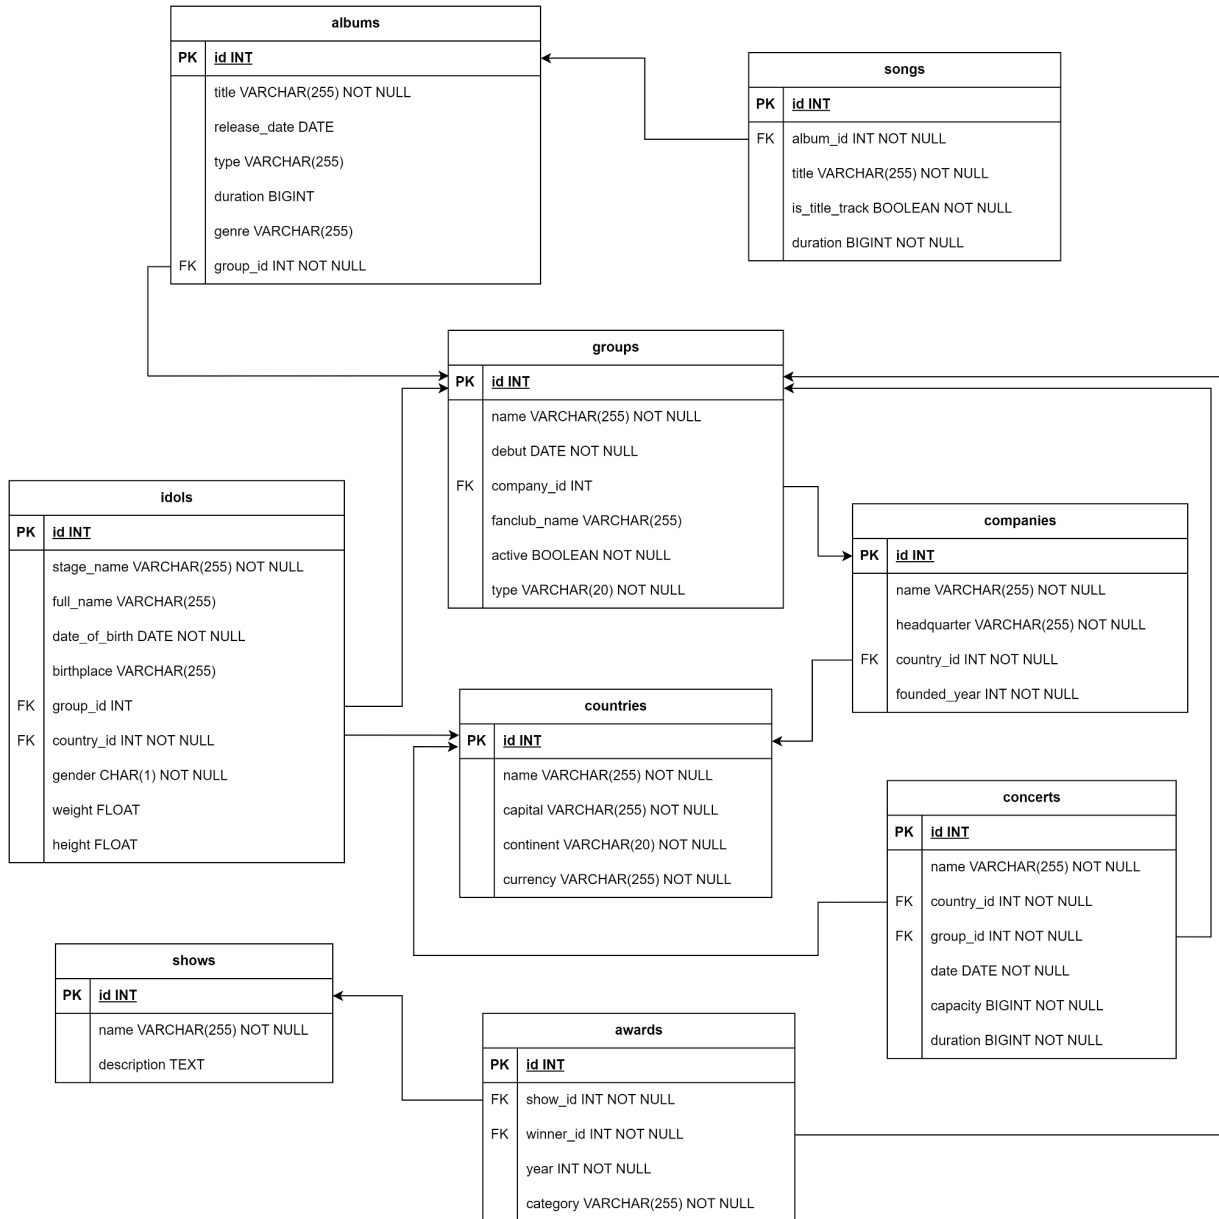 albums
PK id INT
title VARCHAR(255) NOT NULL
release_date DATE
type VARCHAR(255)
duration BIGINT
genre VARCHAR(255)
FK group_id INT NOT NULL
songs
PK id INT
FK album_id INT NOT NULL
title VARCHAR(255) NOT NULL
is_title_track BOOLEAN NOT NULL
duration BIGINT NOT NULL
groups
PK id INT
name VARCHAR(255) NOT NULL
debut DATE NOT NULL
FK company_id INT
fanclub_name VARCHAR(255)
active BOOLEAN NOT NULL
type VARCHAR(20) NOT NULL
idols
PK id INT
stage_name VARCHAR(255) NOT NULL
full_name VARCHAR(255)
date_of_birth DATE NOT NULL
birthplace VARCHAR(255)
FK group_id INT
FK country_id INT NOT NULL
gender CHAR(1) NOT NULL
weight FLOAT
height FLOAT
companies
PK id INT
name VARCHAR(255) NOT NULL
headquarter VARCHAR(255) NOT NULL
FK country_id INT NOT NULL
founded_year INT NOT NULL
countries
PK id INT
name VARCHAR(255) NOT NULL
capital VARCHAR(255) NOT NULL
continent VARCHAR(20) NOT NULL
currency VARCHAR(255) NOT NULL
concerts
PK id INT
name VARCHAR(255) NOT NULL
FK country_id INT NOT NULL
FK group_id INT NOT NULL
date DATE NOT NULL
capacity BIGINT NOT NULL
duration BIGINT NOT NULL
shows
PK id INT
name VARCHAR(255) NOT NULL
description TEXT
awards
PK id INT
FK show_id INT NOT NULL
FK winner_id INT NOT NULL
year INT NOT NULL
category VARCHAR(255) NOT NULL